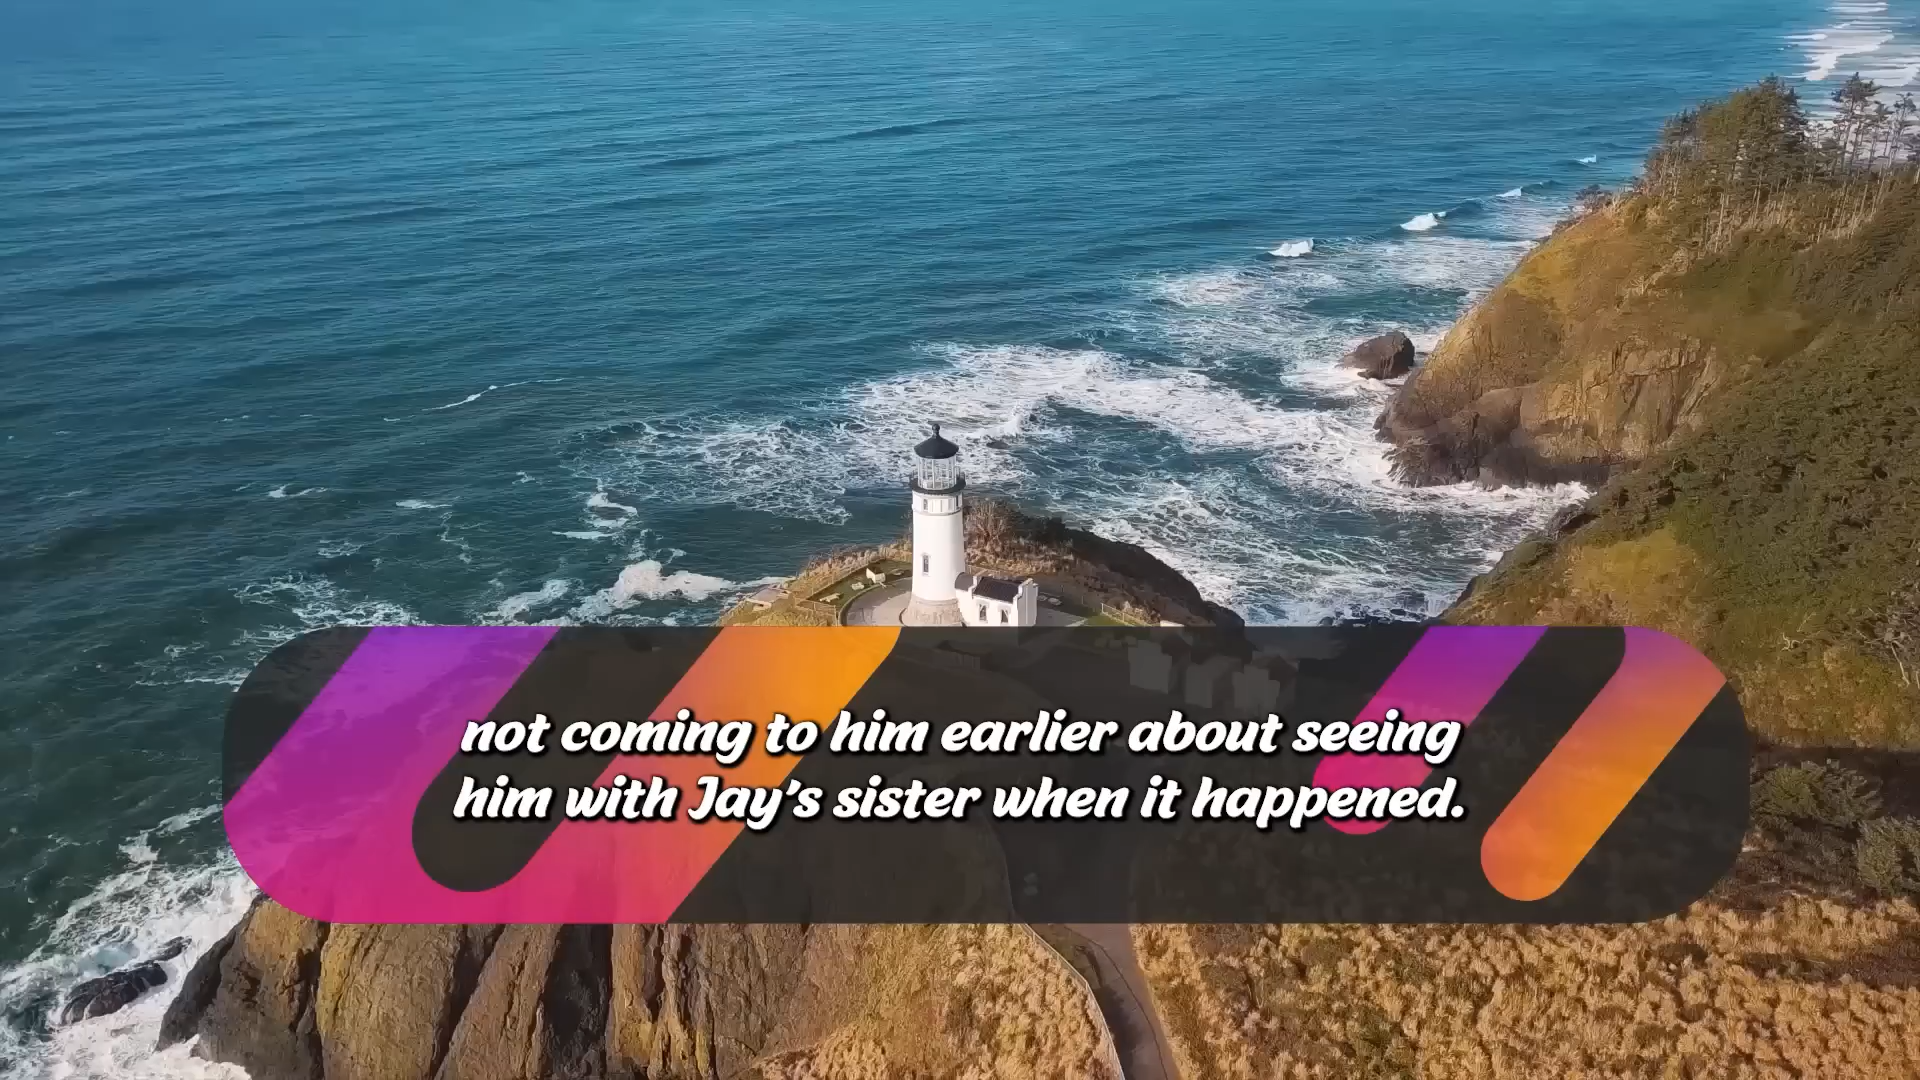 not coming to him earlier about seeing
him with Jay's sister when it happened.